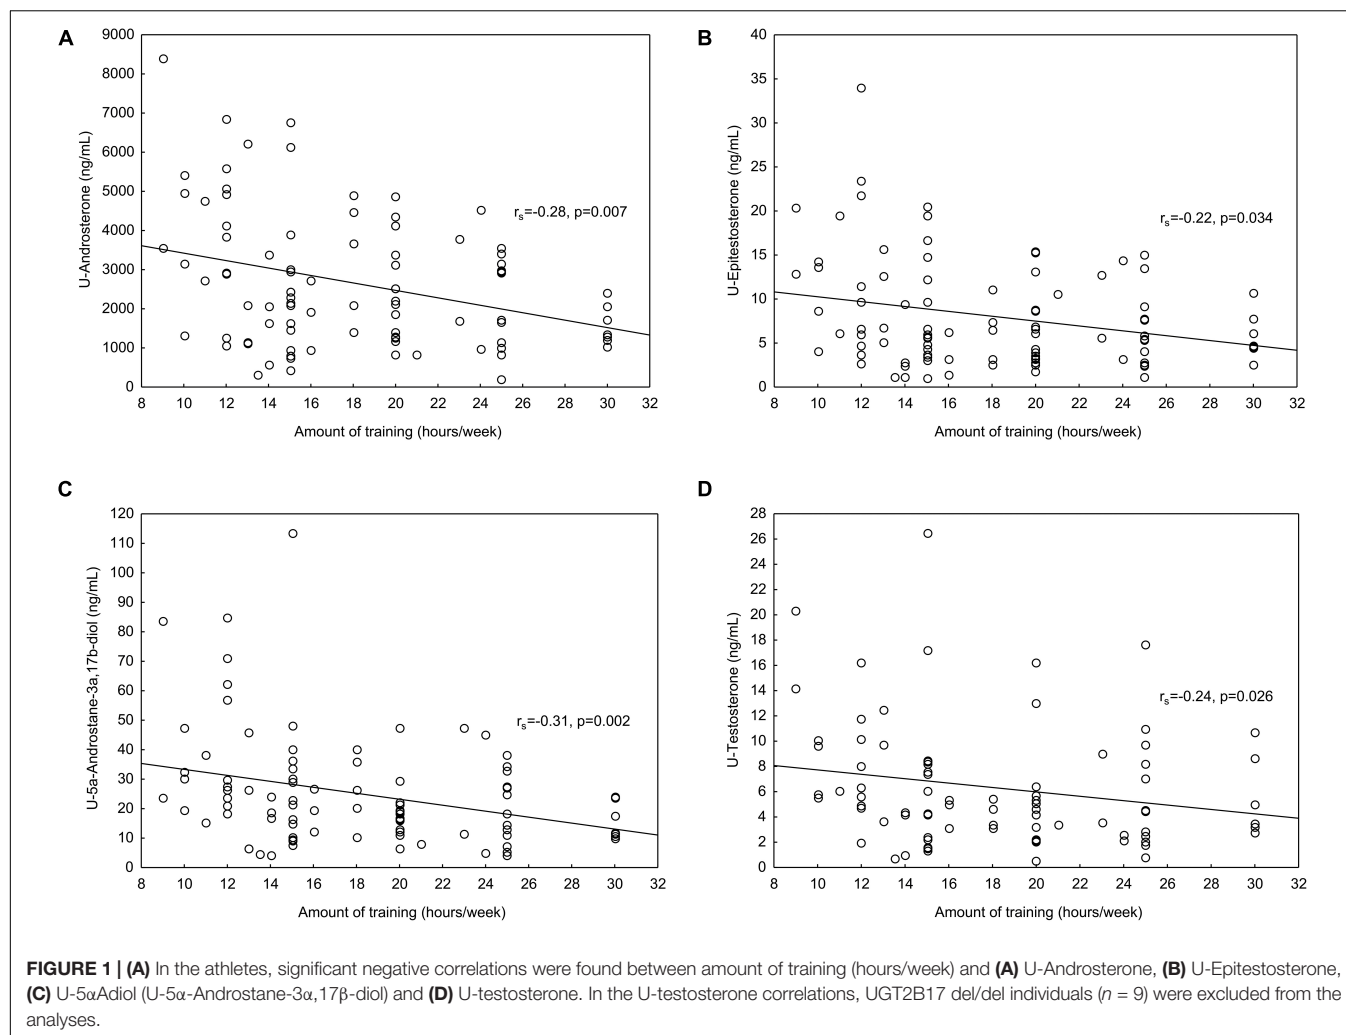 A
9000
8000
7000
6000
5000
4000
3000
2000
1000
0
U-Androsterone (ng/mL)
rs=-0.28, p=0.007
8 10 12 14 16 18 20 22 24 26 28 30 32
Amount of training (hours/week)
B
40
35
30
25
20
15
10
5
0
U-Epitestosterone (ng/mL)
rs=-0.22, p=0.034
8 10 12 14 16 18 20 22 24 26 28 30 32
Amount of training (hours/week)
C
120
110
100
90
80
70
60
50
40
30
20
10
0
U-5a-Androstane-3a,17b-diol (ng/mL)
rs=-0.31, p=0.002
8 10 12 14 16 18 20 22 24 26 28 30 32
Amount of training (hours/week)
D
28
26
24
22
20
18
16
14
12
10
8
6
4
2
0
U-Testosterone (ng/mL)
rs=-0.24, p=0.026
8 10 12 14 16 18 20 22 24 26 28 30 32
Amount of training (hours/week)
FIGURE 1 | (A) In the athletes, significant negative correlations were found between amount of training (hours/week) and (A) U-Androsterone, (B) U-Epitestosterone,
(C) U-5αAdiol (U-5α-Androstane-3α,17β-diol) and (D) U-testosterone. In the U-testosterone correlations, UGT2B17 del/del individuals (n = 9) were excluded from the
analyses.